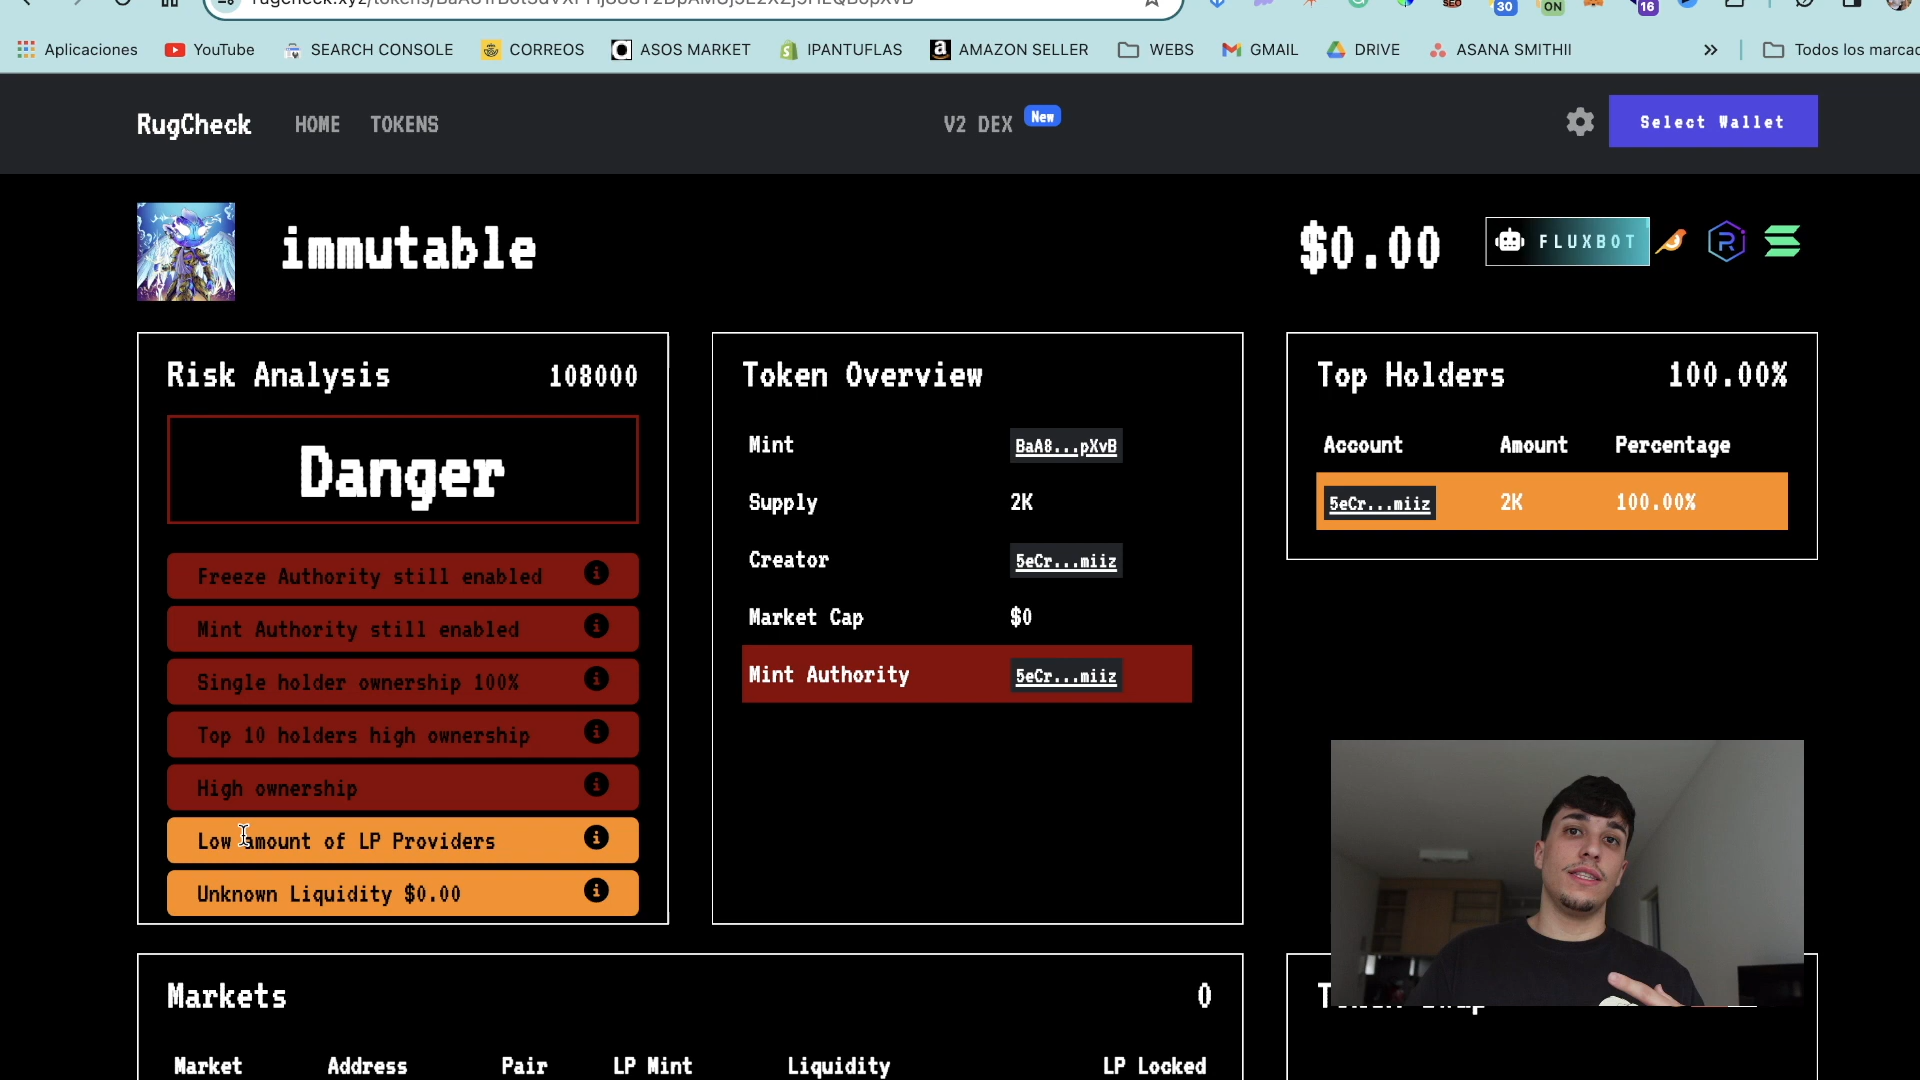 30
ON
16
Aplicaciones
YouTube
SEARCH CONSOLE
CORREOS
ASOS MARKET
IPANTUFLAS
AMAZON SELLER
WEBS
GMAIL
DRIVE
ASANA SMITHII
»
Todos los
RugCheck
HOME
TOKENS
V2 DEX
New
Select Wallet
immutable
$0.00
FLUXBOT
Risk Analysis
108000
Danger
Freeze Authority still enabled
Mint Authority still enabled
Single holder ownership 100%
Top 10 holders high ownership
High ownership
Low amount of LP Providers
Unknown Liquidity $0.00
Token Overview
Mint BaA8...pXvB
Supply 2K
Creator 5eCr...miiz
Market Cap $0
Mint Authority 5eCr...miiz
Top Holders
100.00%
Account Amount Percentage
5eCr...miiz 2K 100.00%
Markets
0
Market Address Pair LP Mint Liquidity LP Locked